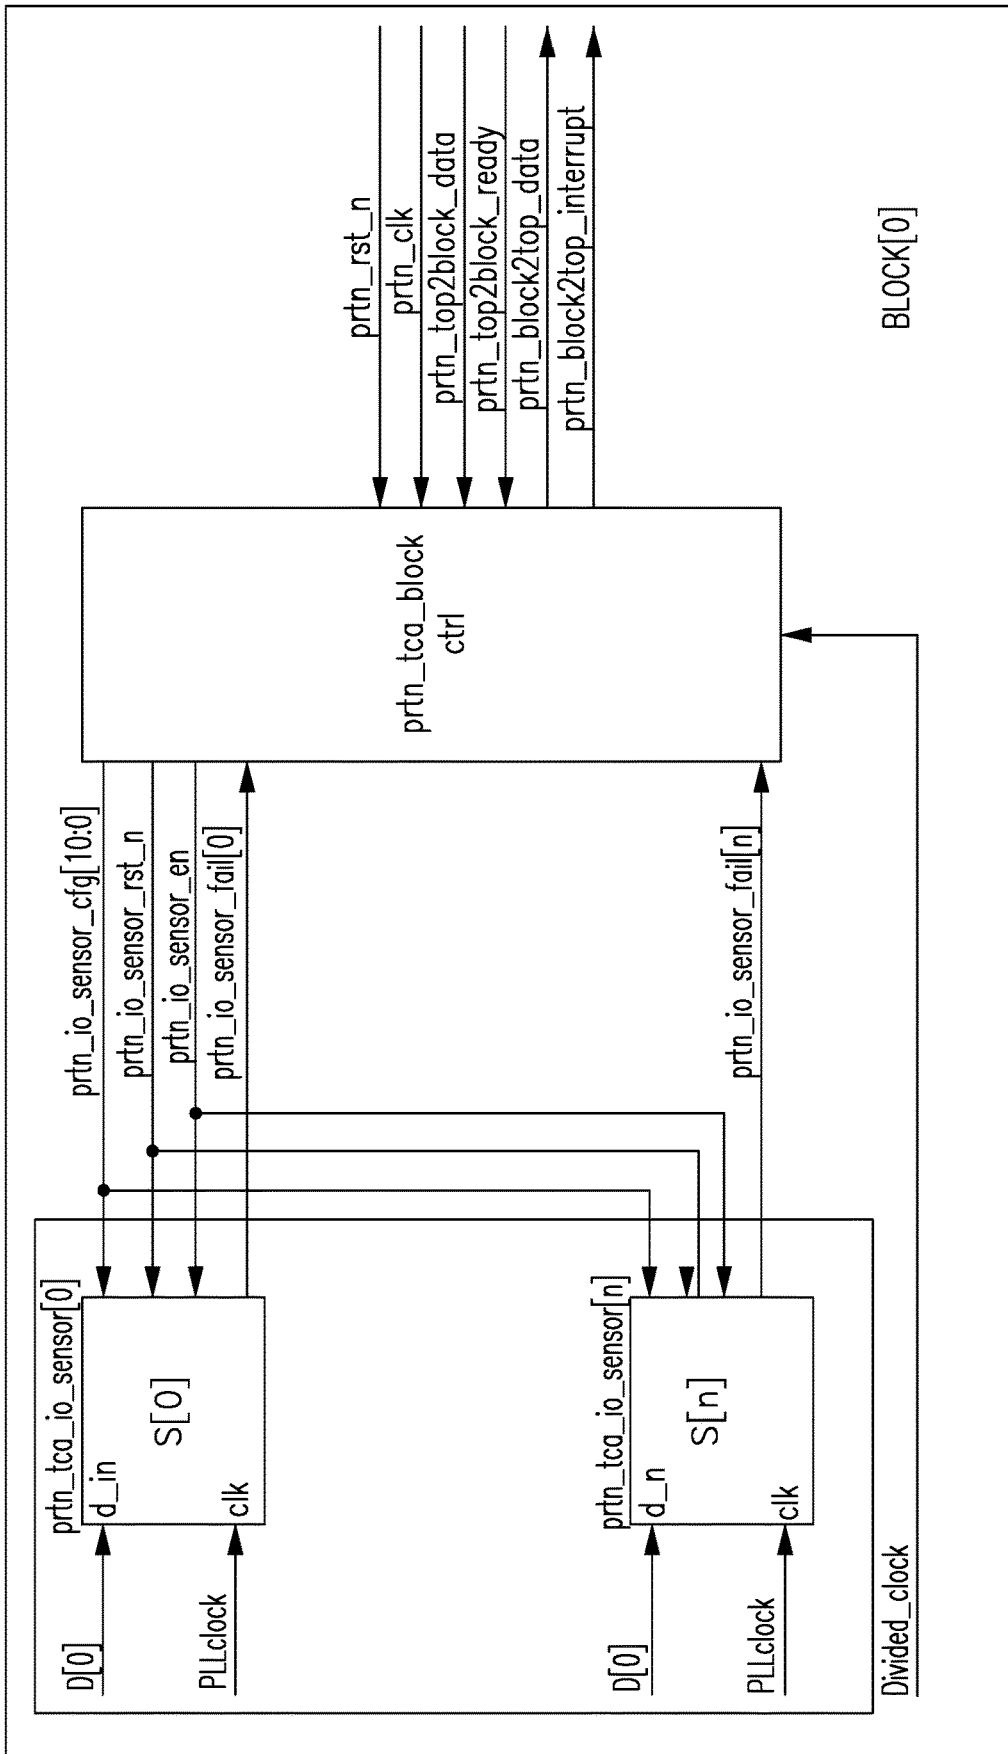 prtn_tca_io_sensor[0]
D[0]
d_in
S[0]
PLLclock
clk
prtn_io_sensor_cfg[10:0]
prtn_io_sensor_rst_n
prtn_io_sensor_en
prtn_io_sensor_fail[0]
prtn_tca_block
ctrl
prtn_rst_n
prtn_clk
prtn_top2block_data
prtn_top2block_ready
prtn_block2top_data
prtn_block2top_interrupt
prtn_tca_io_sensor[n]
D[0]
d_n
S[n]
PLLclock
clk
prtn_io_sensor_fail[n]
Divided_clock
BLOCK[0]